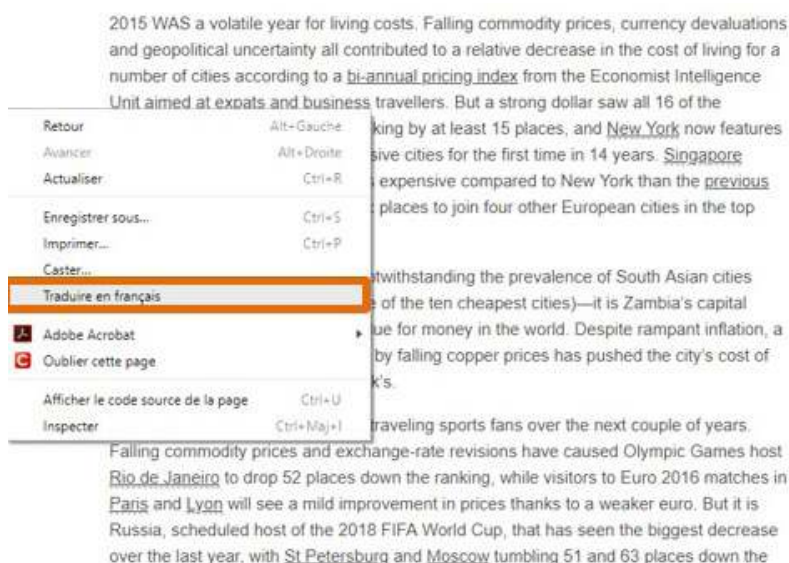 2015 WAS a volatile year for living costs. Falling commodity prices, currency devaluations
and geopolitical uncertainty all contributed to a relative decrease in the cost of living for a
number of cities according to a bi-annual pricing index from the Economist Intelligence
Unit aimed at expats and business travellers. But a strong dollar saw all 16 of the
king by at least 15 places, and New York now features
sive cities for the first time in 14 years. Singapore
expensive compared to New York than the previous
places to join four other European cities in the top
twithstanding the prevalence of South Asian cities
of the ten cheapest cities)—it is Zambia's capital
ue for money in the world. Despite rampant inflation, a
by falling copper prices has pushed the city's cost of
k's.
traveling sports fans over the next couple of years.
Falling commodity prices and exchange-rate revisions have caused Olympic Games host
Rio de Janeiro to drop 52 places down the ranking, while visitors to Euro 2016 matches in
Paris and Lyon will see a mild improvement in prices thanks to a weaker euro. But it is
Russia, scheduled host of the 2018 FIFA World Cup, that has seen the biggest decrease
over the last year, with St Petersburg and Moscow tumbling 51 and 63 places down the
Retour Alt+Gauche
Avancer Alt+Droite
Actualiser Ctrl+R
Enregistrer sous... Ctrl+S
Imprimer... Ctrl+P
Caster...
Traduire en français
Adobe Acrobat
Oublier cette page
Afficher le code source de la page Ctrl+U
Inspecter Ctrl+Maj+I